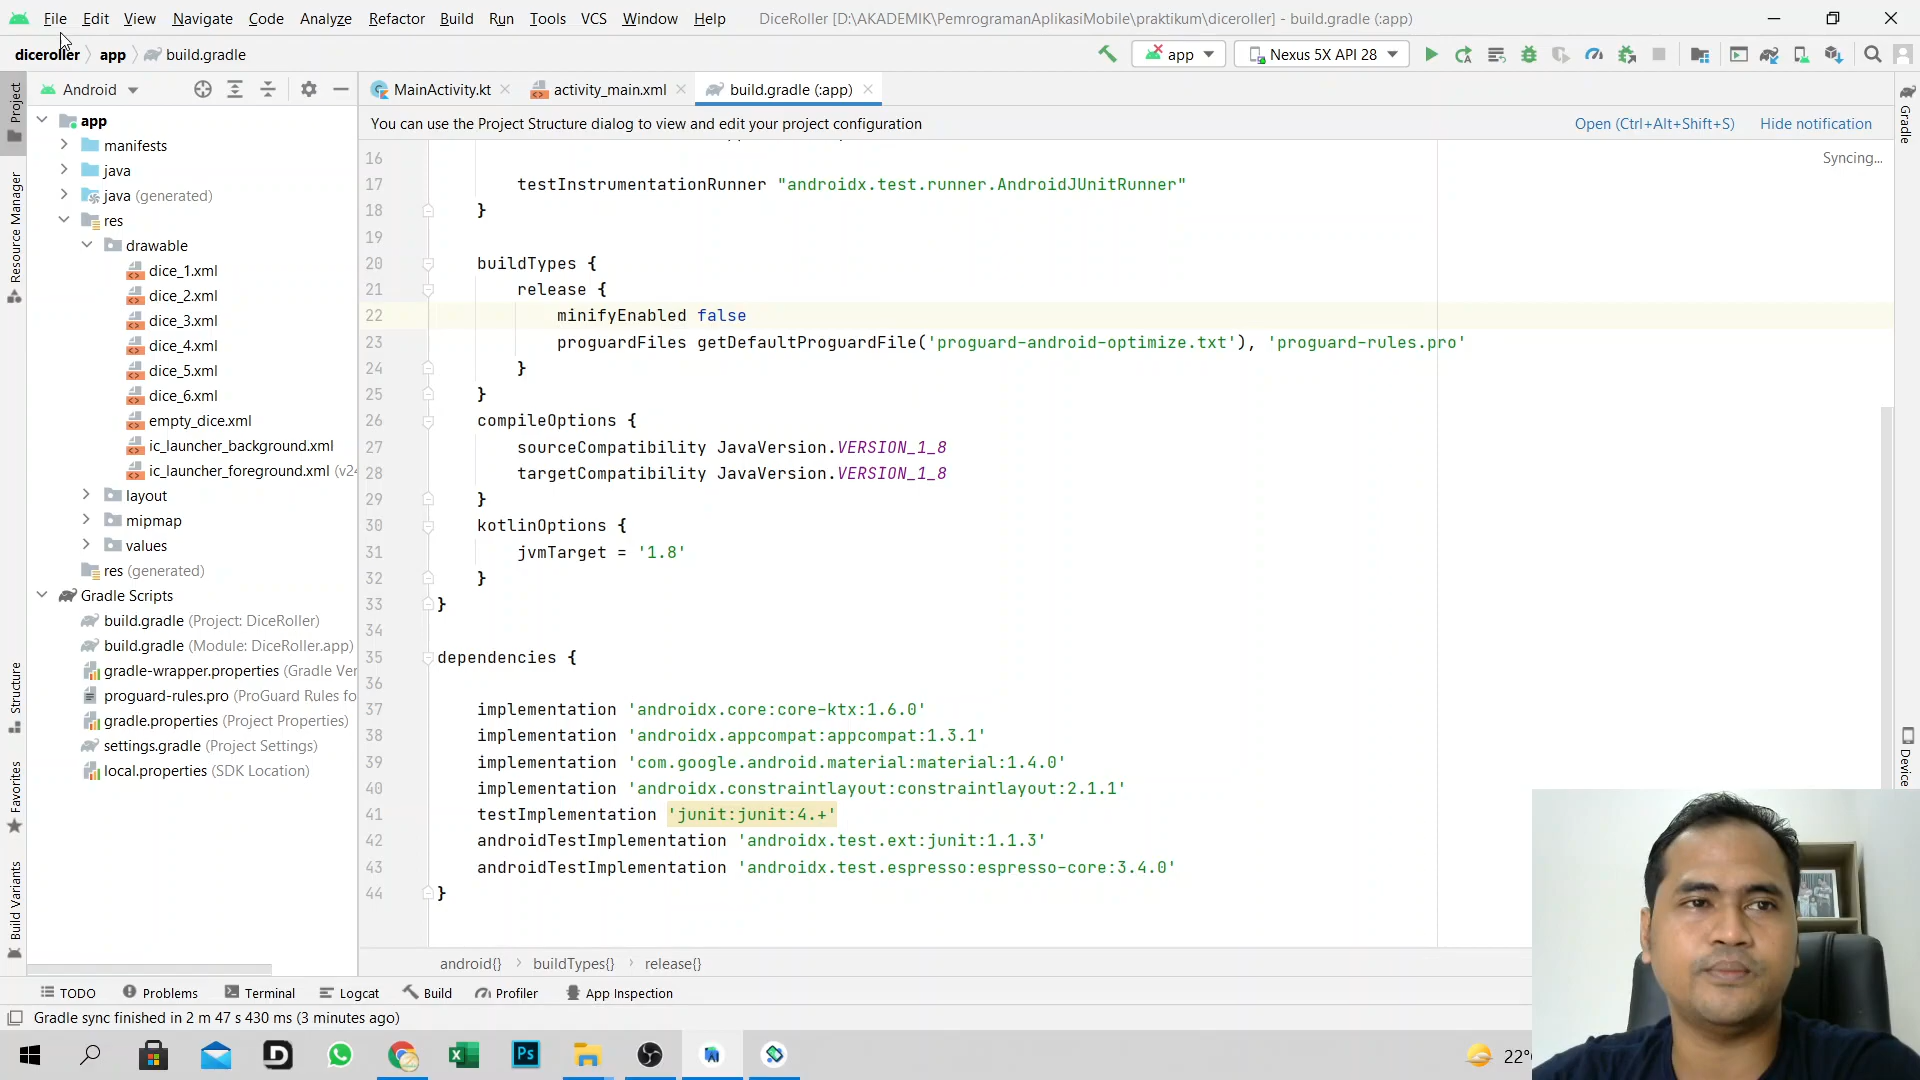 File Edit View Navigate Code Analyze Refactor Build Run Tools VCS Window Help DiceRoller [D:\AKADEMIK\PemrogramanAplikasiMobile\praktikum\diceroller] - build.gradle (:app)
diceroller app build.gradle app Nexus 5X API 28
Project
Resource Manager
Structure
Favorites
Build Variants
Android
app
manifests
java
java (generated)
res
drawable
dice_1.xml
dice_2.xml
dice_3.xml
dice_4.xml
dice_5.xml
dice_6.xml
empty_dice.xml
ic_launcher_background.xml
ic_launcher_foreground.xml (v24
layout
mipmap
values
res (generated)
Gradle Scripts
build.gradle (Project: DiceRoller)
build.gradle (Module: DiceRoller.app)
gradle-wrapper.properties (Gradle Ver
proguard-rules.pro (ProGuard Rules fo
gradle.properties (Project Properties)
settings.gradle (Project Settings)
local.properties (SDK Location)
MainActivity.kt activity_main.xml build.gradle (:app)
You can use the Project Structure dialog to view and edit your project configuration Open (Ctrl+Alt+Shift+S) Hide notification
Syncing...
16
17 testInstrumentationRunner "androidx.test.runner.AndroidJUnitRunner"
18 }
19
20 buildTypes {
21 release {
22 minifyEnabled false
23 proguardFiles getDefaultProguardFile('proguard-android-optimize.txt'), 'proguard-rules.pro'
24 }
25 }
26 compileOptions {
27 sourceCompatibility JavaVersion.VERSION_1_8
28 targetCompatibility JavaVersion.VERSION_1_8
29 }
30 kotlinOptions {
31 jvmTarget = '1.8'
32 }
33 }
34
35 dependencies {
36
37 implementation 'androidx.core:core-ktx:1.6.0'
38 implementation 'androidx.appcompat:appcompat:1.3.1'
39 implementation 'com.google.android.material:material:1.4.0'
40 implementation 'androidx.constraintlayout:constraintlayout:2.1.1'
41 testImplementation 'junit:junit:4.+'
42 androidTestImplementation 'androidx.test.ext:junit:1.1.3'
43 androidTestImplementation 'androidx.test.espresso:espresso-core:3.4.0'
44 }
Gradle
Device
android{} buildTypes{} release{}
TODO Problems Terminal Logcat Build Profiler App Inspection
Gradle sync finished in 2 m 47 s 430 ms (3 minutes ago)
Ps
22°